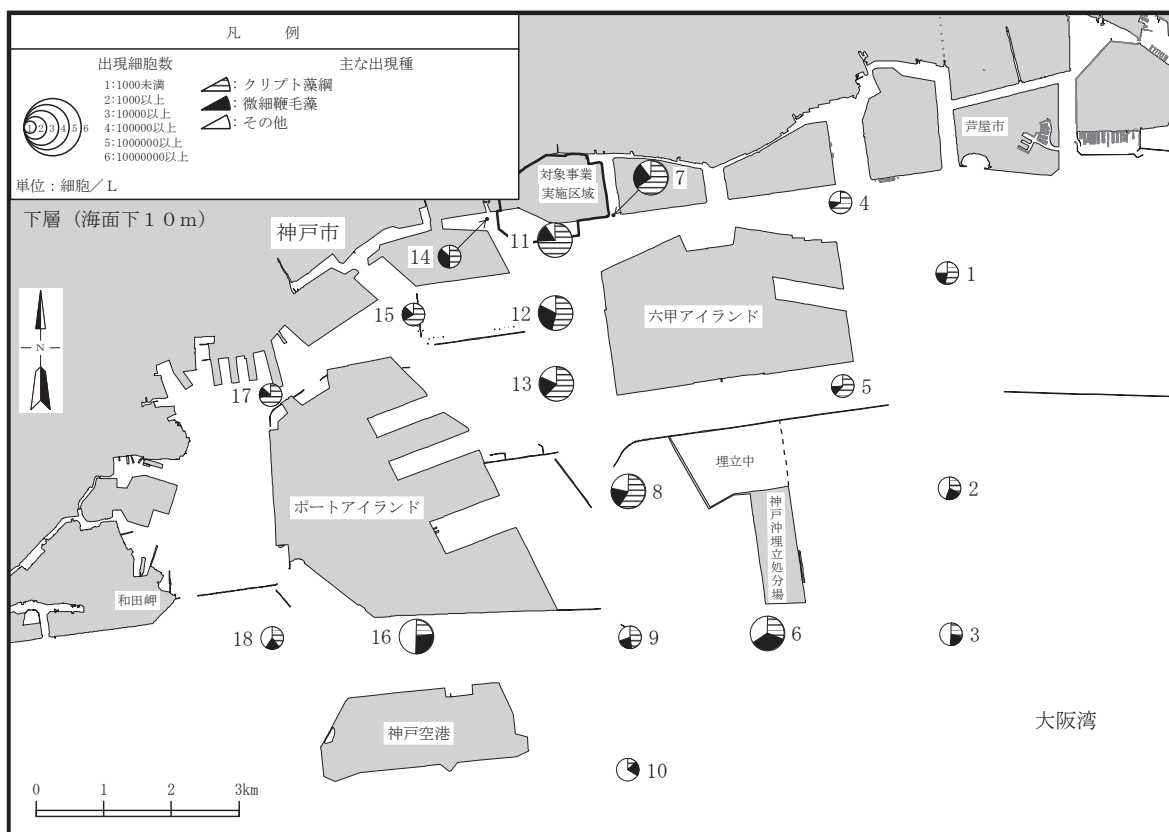 凡 例
出現細胞数
主な出現種
1 2 3 4 5 6
1:1000未満
2:1000以上
3:10000以上
4:100000以上
5:1000000以上
6:10000000以上
:クリプト藻綱
:微細鞭毛藻
:その他
単位:細胞/L
下層(海面下10m)
神戸市
対象事業
実施区域
芦屋市
7
4
11
14
1
15
12
六甲アイランド
N
17
13
5
埋立中
8
2
ポートアイランド
神戸沖埋立処分場
和田岬
18
16
9
6
3
神戸空港
大阪湾
10
0 1 2 3km